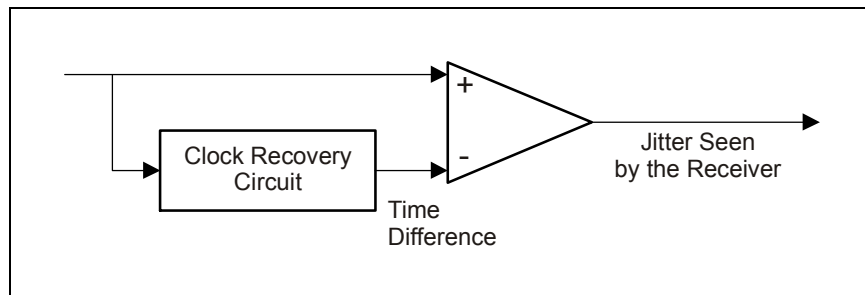 +
Clock Recovery
Circuit
-
Time
Difference
Jitter Seen
by the Receiver